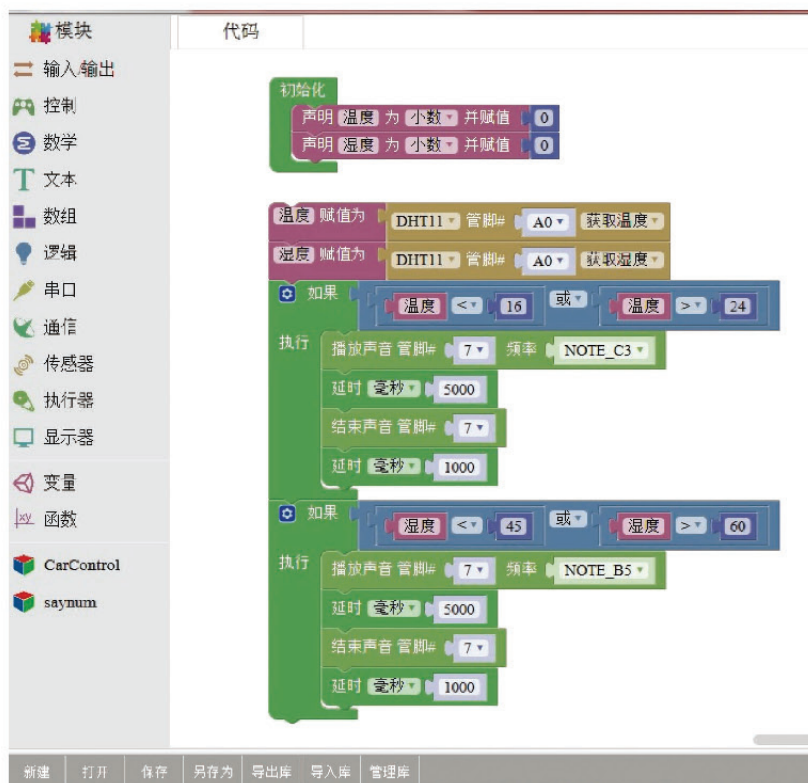 模块
代码
输入/输出
控制
数学
文本
数组
逻辑
串口
通信
传感器
执行器
显示器
变量
函数
CarControl
saynum
初始化
声明 温度 为 小数 并赋值 0
声明 湿度 为 小数 并赋值 0
温度 赋值为 DHT11 管脚# A0 获取温度
湿度 赋值为 DHT11 管脚# A0 获取湿度
如果 温度 < 16 或 温度 > 24
执行 播放声音 管脚# 7 频率 NOTE_C3
延时 毫秒 5000
结束声音 管脚# 7
延时 毫秒 1000
如果 湿度 < 45 或 湿度 > 60
执行 播放声音 管脚# 7 频率 NOTE_B5
延时 毫秒 5000
结束声音 管脚# 7
延时 毫秒 1000
新建 打开 保存 另存为 导出库 导入库 管理库